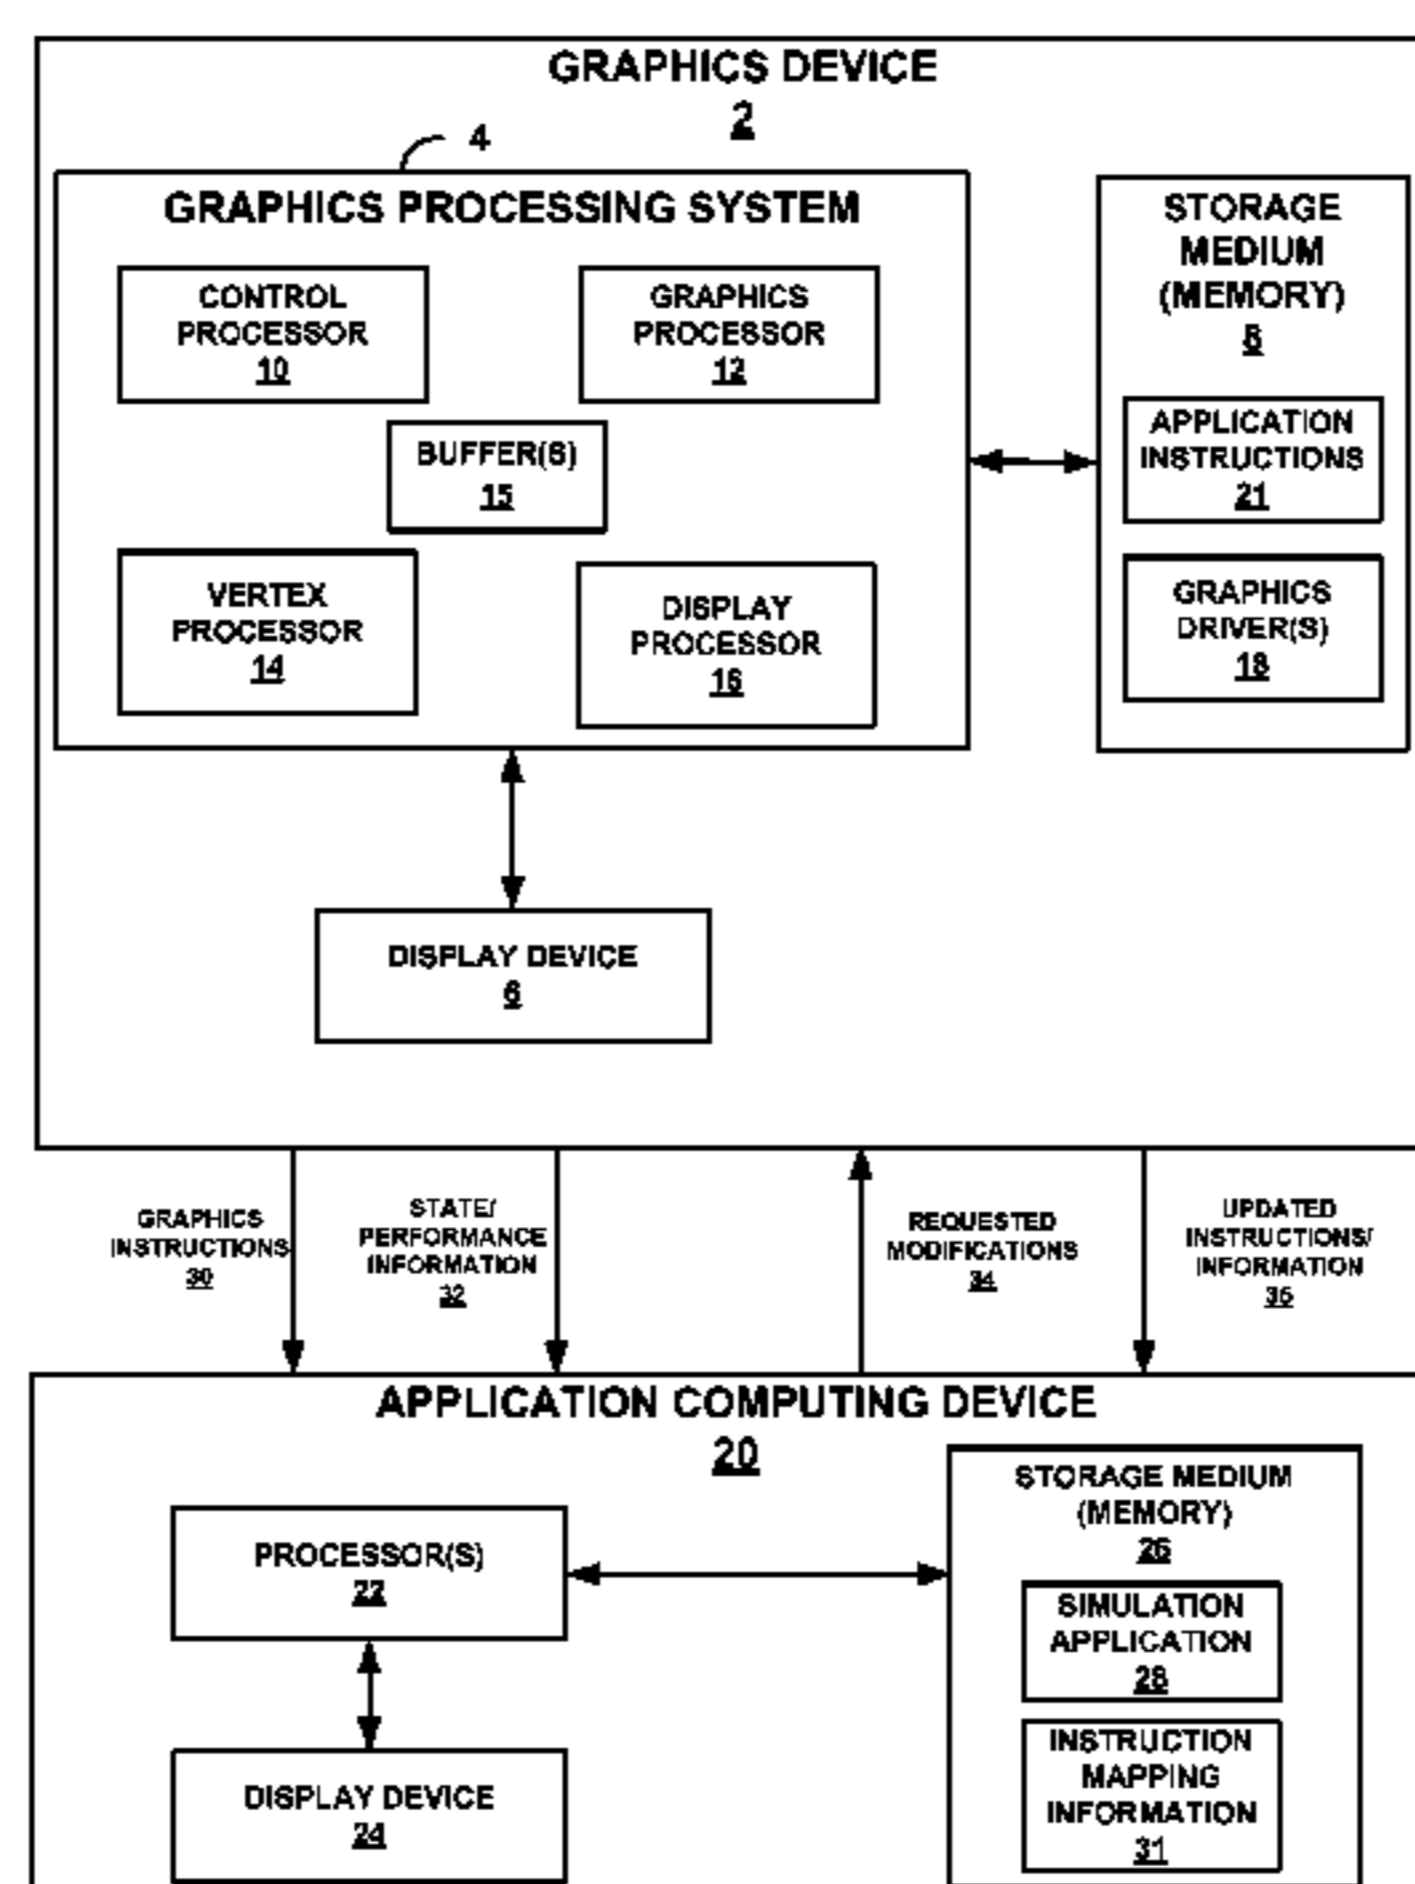 GRAPHICS DEVICE
2
4
GRAPHICS PROCESSING SYSTEM
CONTROL
PROCESSOR
10
GRAPHICS
PROCESSOR
12
BUFFER(S)
15
VERTEX
PROCESSOR
14
DISPLAY
PROCESSOR
16
STORAGE
MEDIUM
(MEMORY)
8
APPLICATION
INSTRUCTIONS
21
GRAPHICS
DRIVER(S)
18
DISPLAY DEVICE
6
GRAPHICS
INSTRUCTIONS
30
STATE/
PERFORMANCE
INFORMATION
32
REQUESTED
MODIFICATIONS
34
UPDATED
INSTRUCTIONS/
INFORMATION
35
APPLICATION COMPUTING DEVICE
20
PROCESSOR(S)
22
DISPLAY DEVICE
24
STORAGE MEDIUM
(MEMORY)
26
SIMULATION
APPLICATION
28
INSTRUCTION
MAPPING
INFORMATION
31